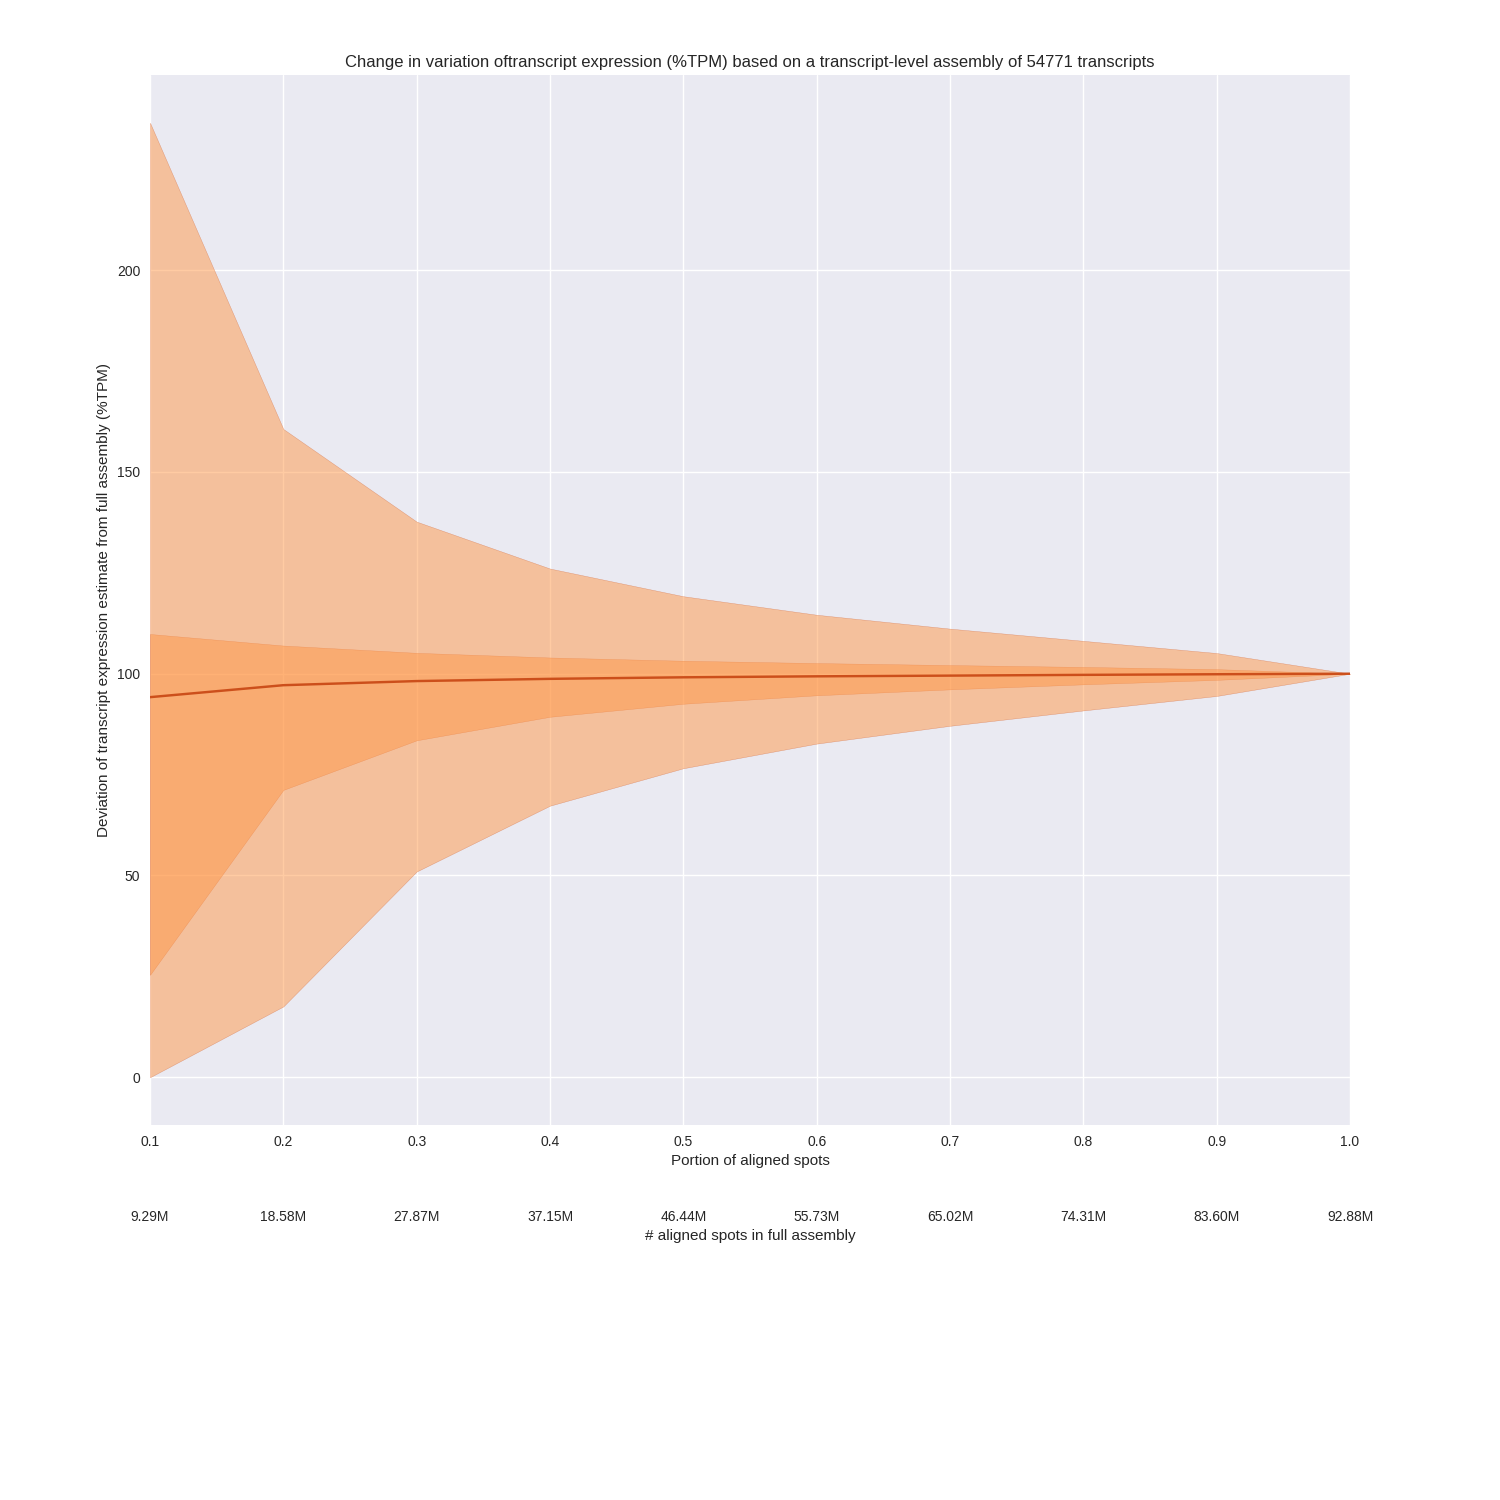 Change in variation oftranscript expression (%TPM) based on a transcript-level assembly of 54771 transcripts
Deviation of transcript expression estimate from full assembly (%TPM)
200
150
100
50
0
0.1 0.2 0.3 0.4 0.5 0.6 0.7 0.8 0.9 1.0
Portion of aligned spots
9.29M 18.58M 27.87M 37.15M 46.44M 55.73M 65.02M 74.31M 83.60M 92.88M
# aligned spots in full assembly